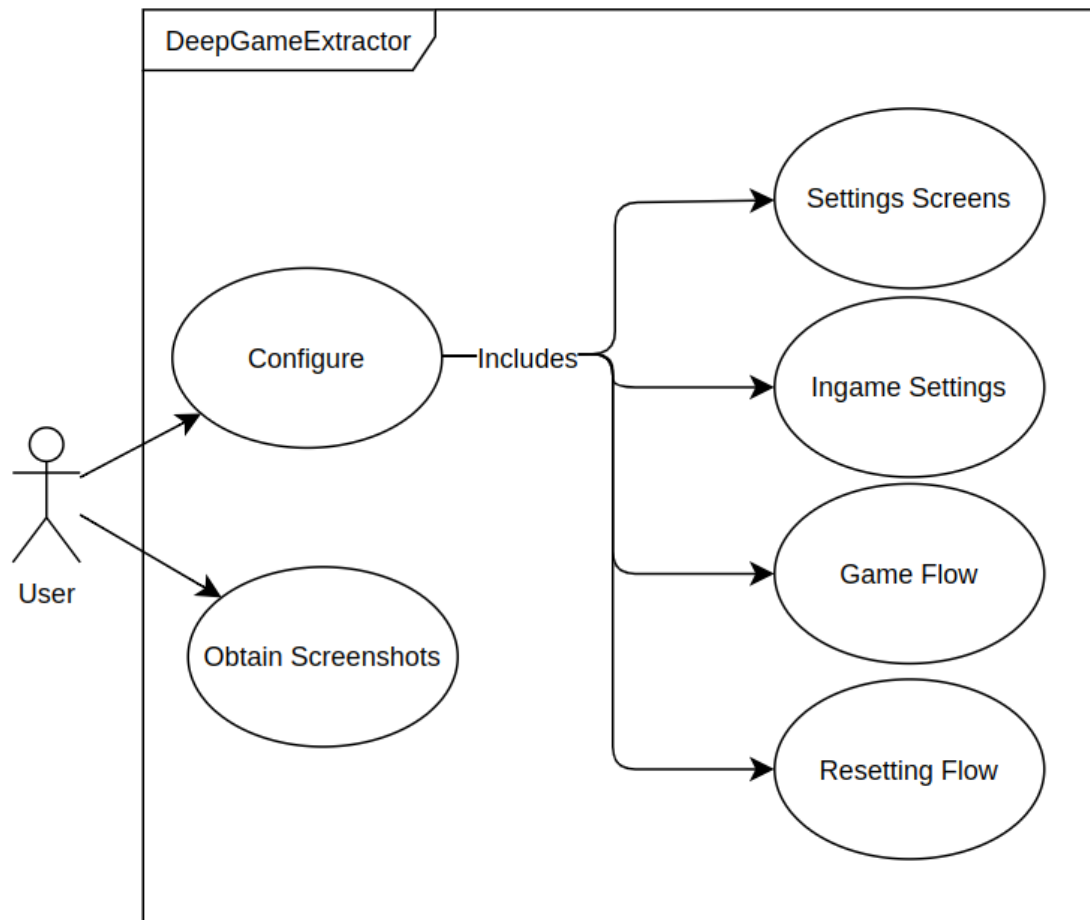 DeepGameExtractor
Settings Screens
Configure
Includes
Ingame Settings
Game Flow
User
Obtain Screenshots
Resetting Flow